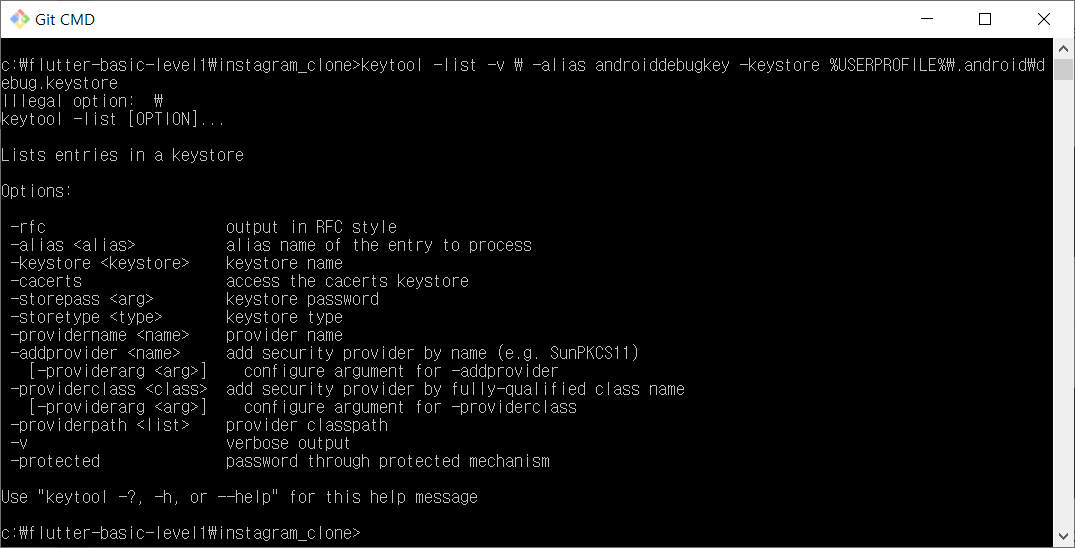 Git CMD
c:₩flutter-basic-level1₩instagram_clone>keytool -list -v ₩ -alias androiddebugkey -keystore %USERPROFILE%₩.android₩d
ebug.keystore
Illegal option:  ₩
keytool -list [OPTION]...
Lists entries in a keystore
Options:
 -rfc                    output in RFC style
 -alias <alias>          alias name of the entry to process
 -keystore <keystore>    keystore name
 -cacerts                access the cacerts keystore
 -storepass <arg>        keystore password
 -storetype <type>       keystore type
 -providername <name>    provider name
 -addprovider <name>     add security provider by name (e.g. SunPKCS11)
   [-providerarg <arg>]    configure argument for -addprovider
 -providerclass <class>  add security provider by fully-qualified class name
   [-providerarg <arg>]    configure argument for -providerclass
 -providerpath <list>    provider classpath
 -v                      verbose output
 -protected              password through protected mechanism
Use "keytool -?, -h, or --help" for this help message
c:₩flutter-basic-level1₩instagram_clone>